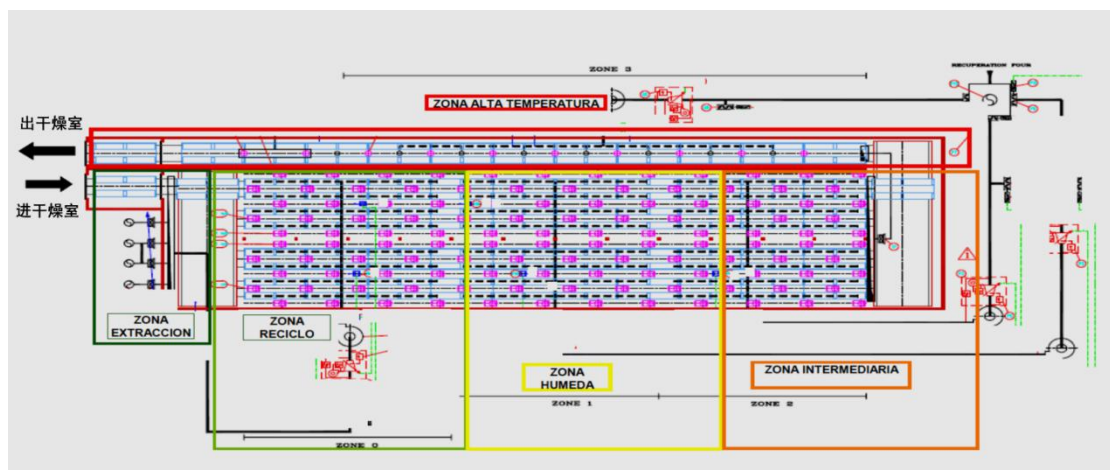 RECUPERATION POUR
ZONE 3
ZONA ALTA TEMPERATURA
出干燥室
进干燥室
ZONA
EXTRACCION
ZONA
RECICLO
ZONA
HUMEDA
ZONA INTERMEDIARIA
ZONE 1
ZONE 2
ZONE 0